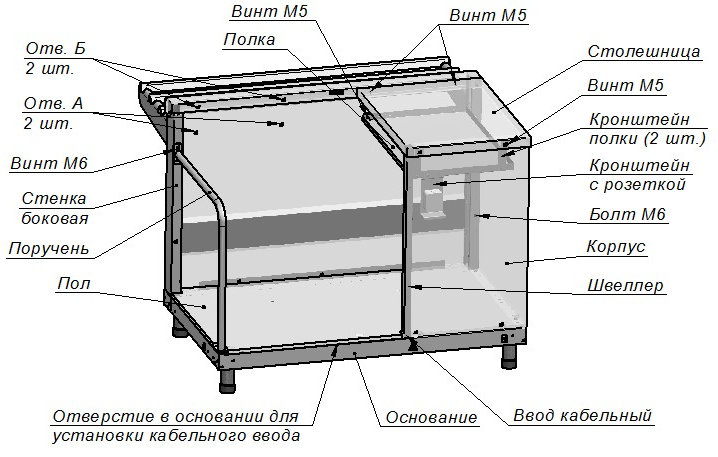 Винт М5
Винт М5
Полка
Отв. Б
2 шт.
Столешница
Отв. А
2 шт.
Винт М5
Кронштейн
полки (2 шт.)
Винт М6
Кронштейн
с розеткой
Стенка
боковая
Болт М6
Поручень
Корпус
Пол
Швеллер
Отверстие в основании для
установки кабельного ввода
Основание
Ввод кабельный